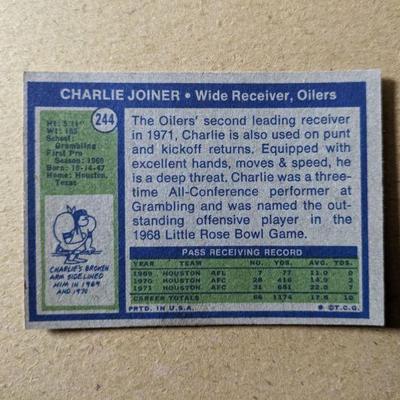 CHARLIE JOINER • Wide Receiver, Oilers
244
Ht: 5'11"
Wt: 185
School:
Grambling
First Pro
Season: 1969
Born: 10-14-47
Home: Houston,
Texas
CHARLIE'S BROKEN
ARM SIDELINED
HIM IN 1969
AND 1970
The Oilers' second leading receiver
in 1971, Charlie is also used on punt
and kickoff returns. Equipped with
excellent hands, moves & speed, he
is a deep threat. Charlie was a three-
time All-Conference performer at
Grambling and was named the out-
standing offensive player in the
1968 Little Rose Bowl Game.
PASS RECEIVING RECORD
YEAR TEAM NO. YDS. AVG. TDS
1969 HOUSTON AFL 7 77 11.0 0
1970 HOUSTON AFC 28 416 14.9 3
1971 HOUSTON AFC 31 681 22.0 7
CAREER TOTALS 66 1174 17.8 10
PRTD. IN U.S.A. ©T.C.G.